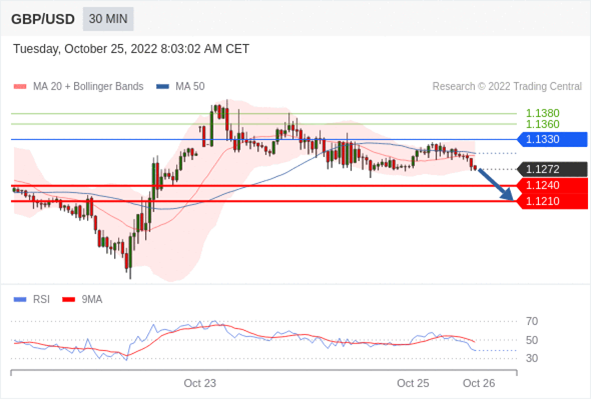 GBP/USD 30 MIN
Tuesday, October 25, 2022 8:03:02 AM CET
MA 20 + Bollinger Bands MA 50 Research © 2022 Trading Central
1.1380
1.1360
1.1330
1.1272
1.1240
1.1210
RSI 9MA
70
50
30
Oct 23 Oct 25 Oct 26